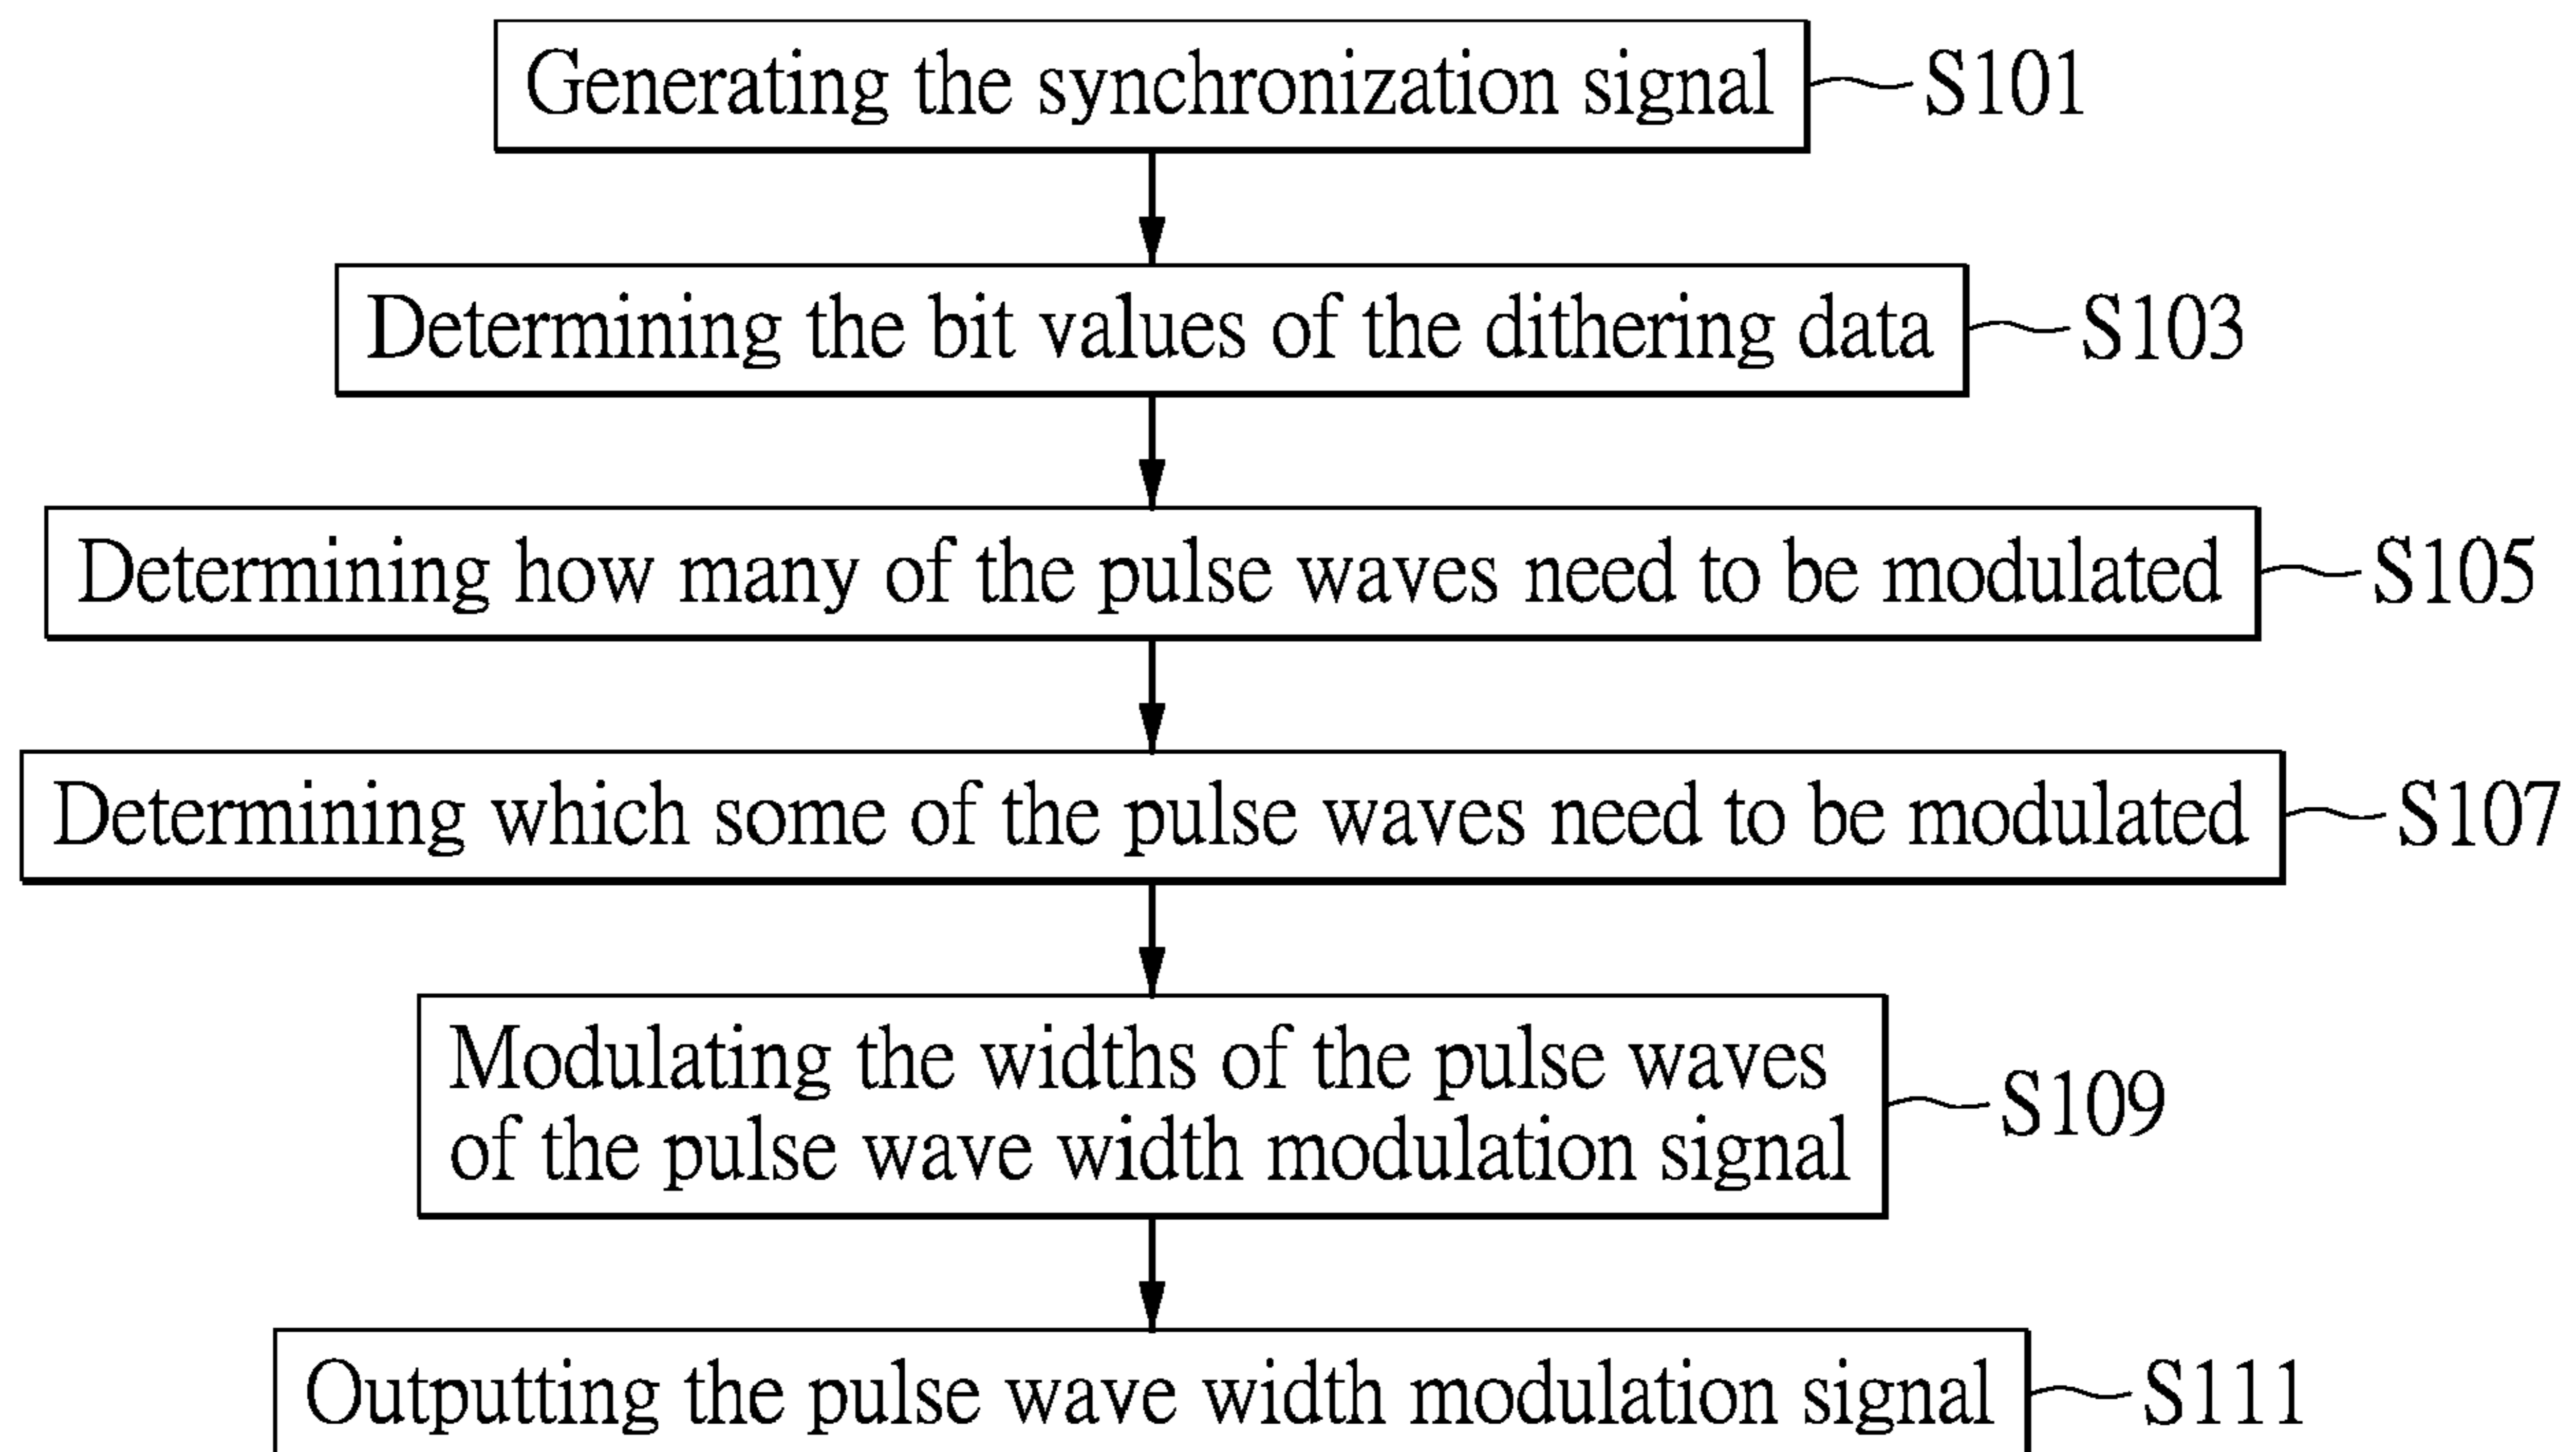 Generating the synchronization signal S101
Determining the bit values of the dithering data S103
Determining how many of the pulse waves need to be modulated S105
Determining which some of the pulse waves need to be modulated S107
Modulating the widths of the pulse waves
of the pulse wave width modulation signal S109
Outputting the pulse wave width modulation signal S111